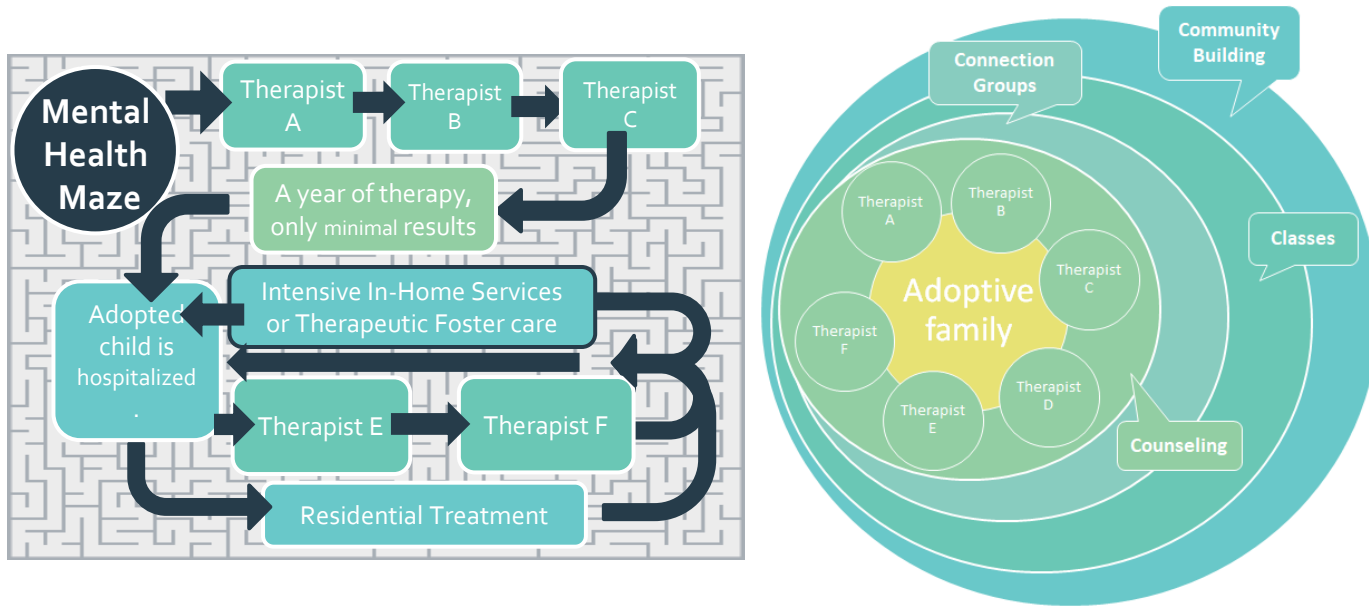 Mental
Health
Maze
Therapist
A
Therapist
B
Therapist
C
A year of therapy,
only minimal results
Adopted
child is
hospitalized
.
Intensive In-Home Services
or Therapeutic Foster care
Therapist E
Therapist F
Residential Treatment
Community
Building
Connection
Groups
Classes
Counseling
Adoptive
family
Therapist
A
Therapist
B
Therapist
C
Therapist
D
Therapist
E
Therapist
F